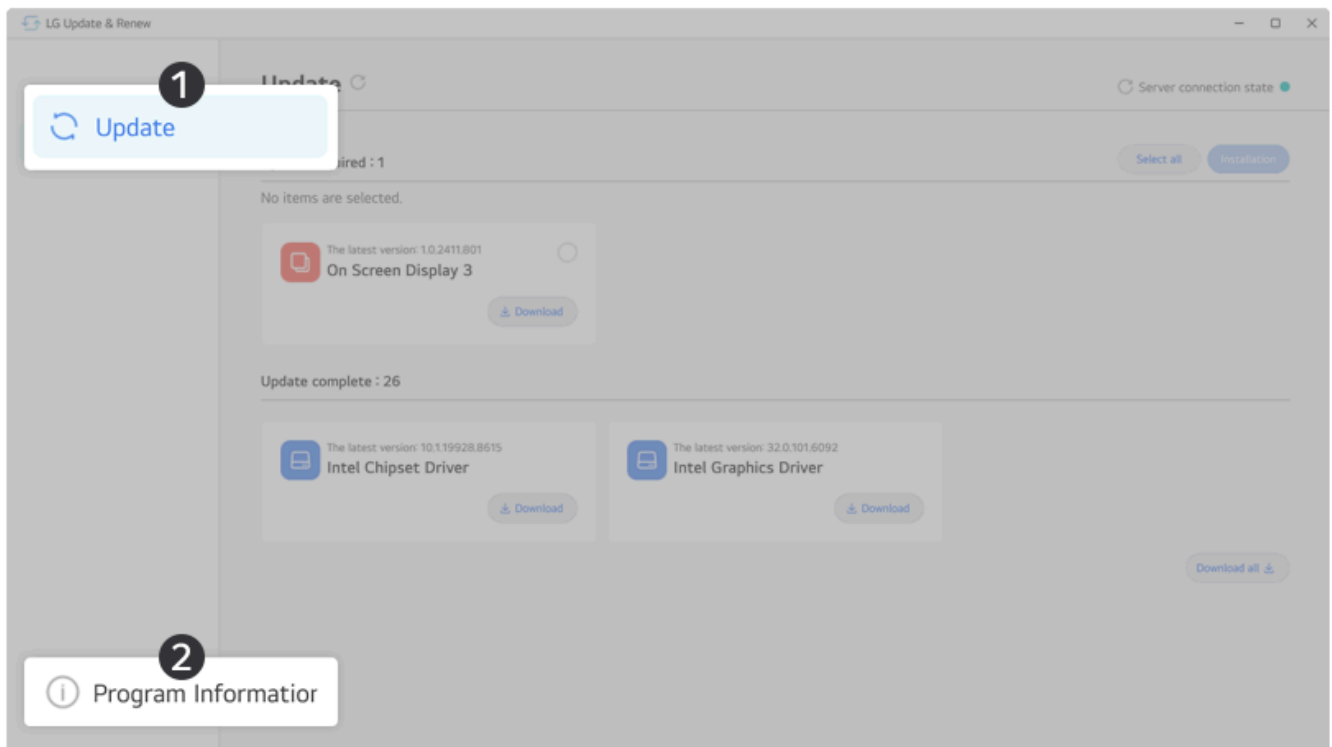 LG Update & Renew
1
Update
Server connection state
Update
ired : 1
Select all
Installation
No items are selected.
The latest version: 1.0.2411.801
On Screen Display 3
Download
Update complete : 26
The latest version: 10.1.19928.8615
Intel Chipset Driver
Download
The latest version: 32.0.101.6092
Intel Graphics Driver
Download
Download all
2
Program Information